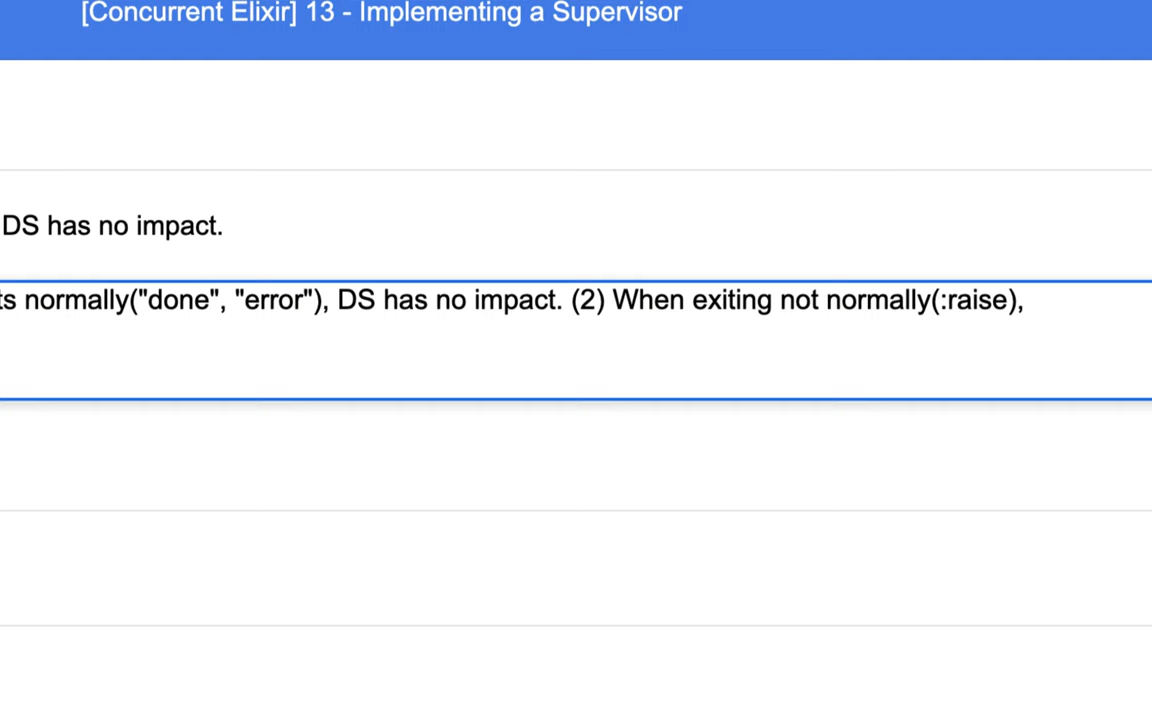 [Concurrent Elixir] 13 - Implementing a Supervisor
DS has no impact.
normally("done", "error"), DS has no impact. (2) When exiting not normally(:raise),